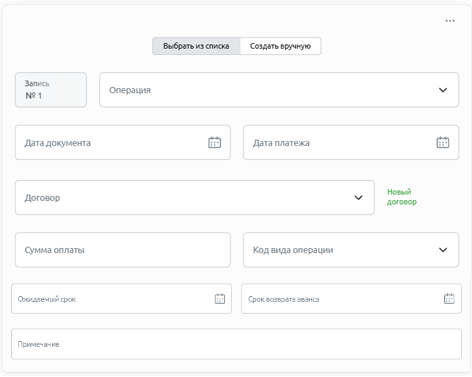 Выбрать из списка Создать вручную
Запись
№ 1
Операция
Дата документа Дата платежа
Договор
Новый
договор
Сумма оплаты Код вида операции
Ожидаемый срок Срок возврата аванса
Примечание